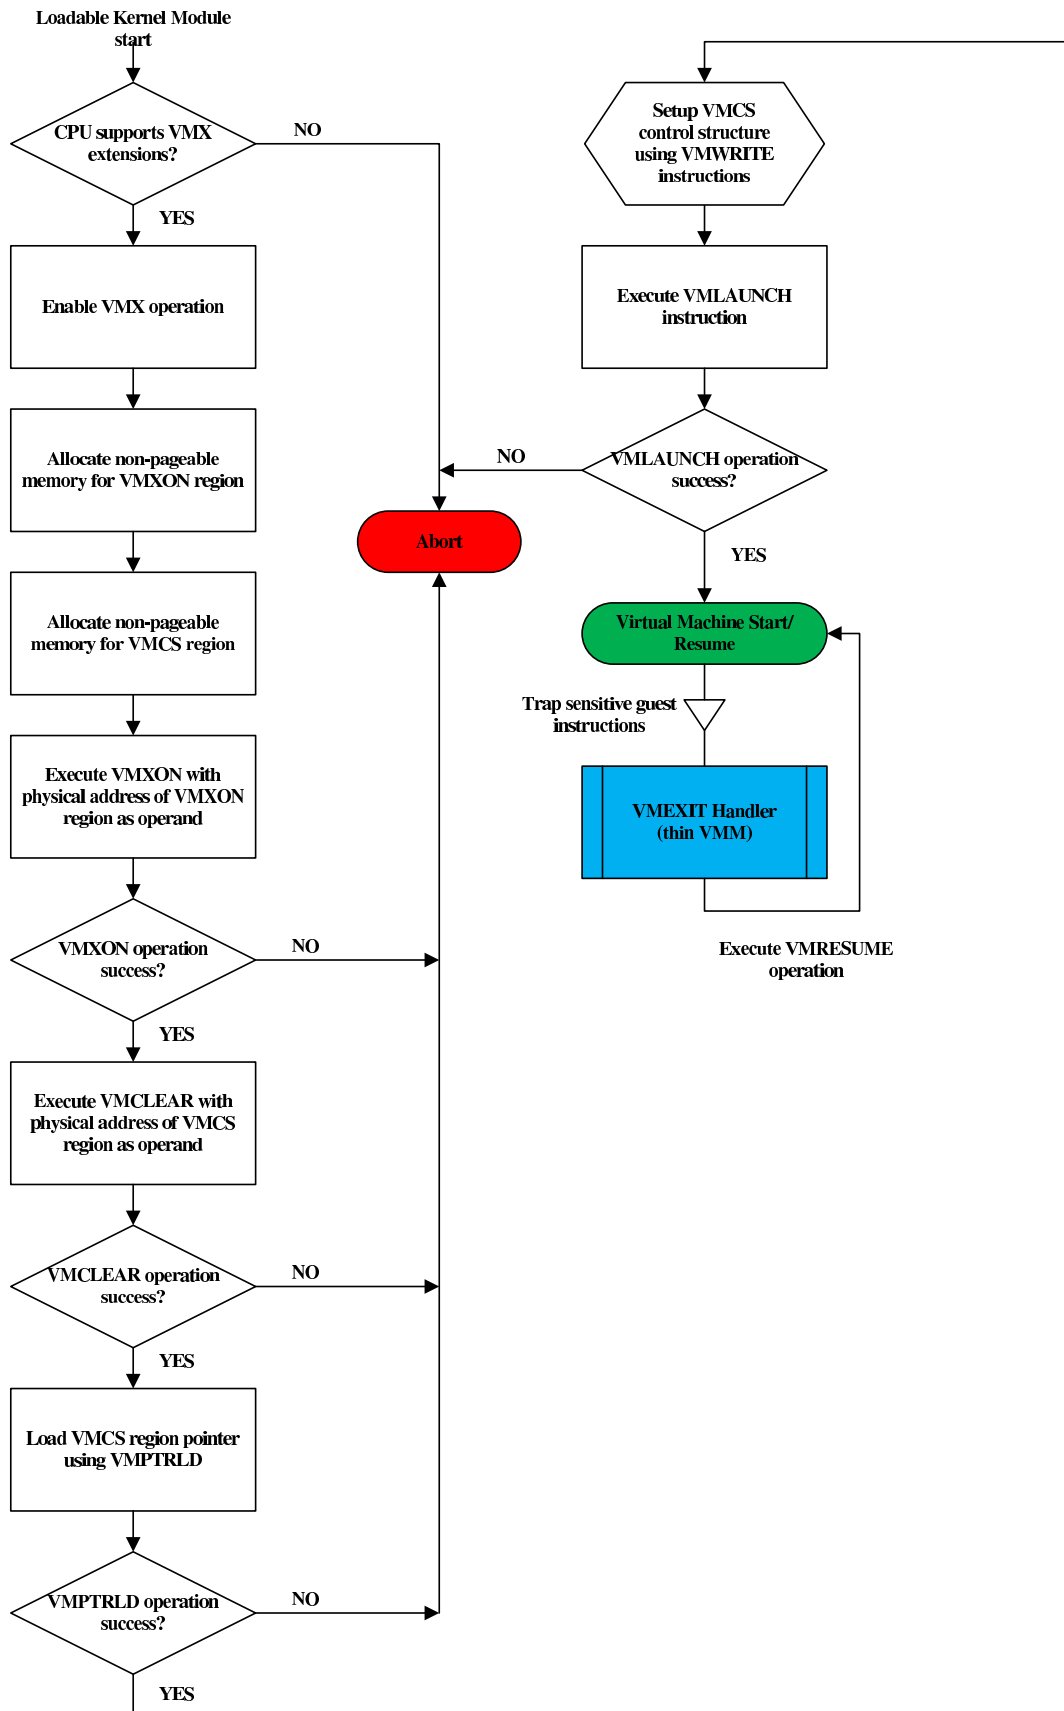 Loadable Kernel Module
start
CPU supports VMX
extensions?
NO
YES
Enable VMX operation
Allocate non-pageable
memory for VMXON region
Allocate non-pageable
memory for VMCS region
Execute VMXON with
physical address of VMXON
region as operand
VMXON operation
success?
NO
YES
Execute VMCLEAR with
physical address of VMCS
region as operand
VMCLEAR operation
success?
NO
YES
Load VMCS region pointer
using VMPTRLD
VMPTRLD operation
success?
NO
YES
Abort
Setup VMCS
control structure
using VMWRITE
instructions
Execute VMLAUNCH
instruction
VMLAUNCH operation
success?
NO
YES
Virtual Machine Start/
Resume
Trap sensitive guest
instructions
VMEXIT Handler
(thin VMM)
Execute VMRESUME
operation